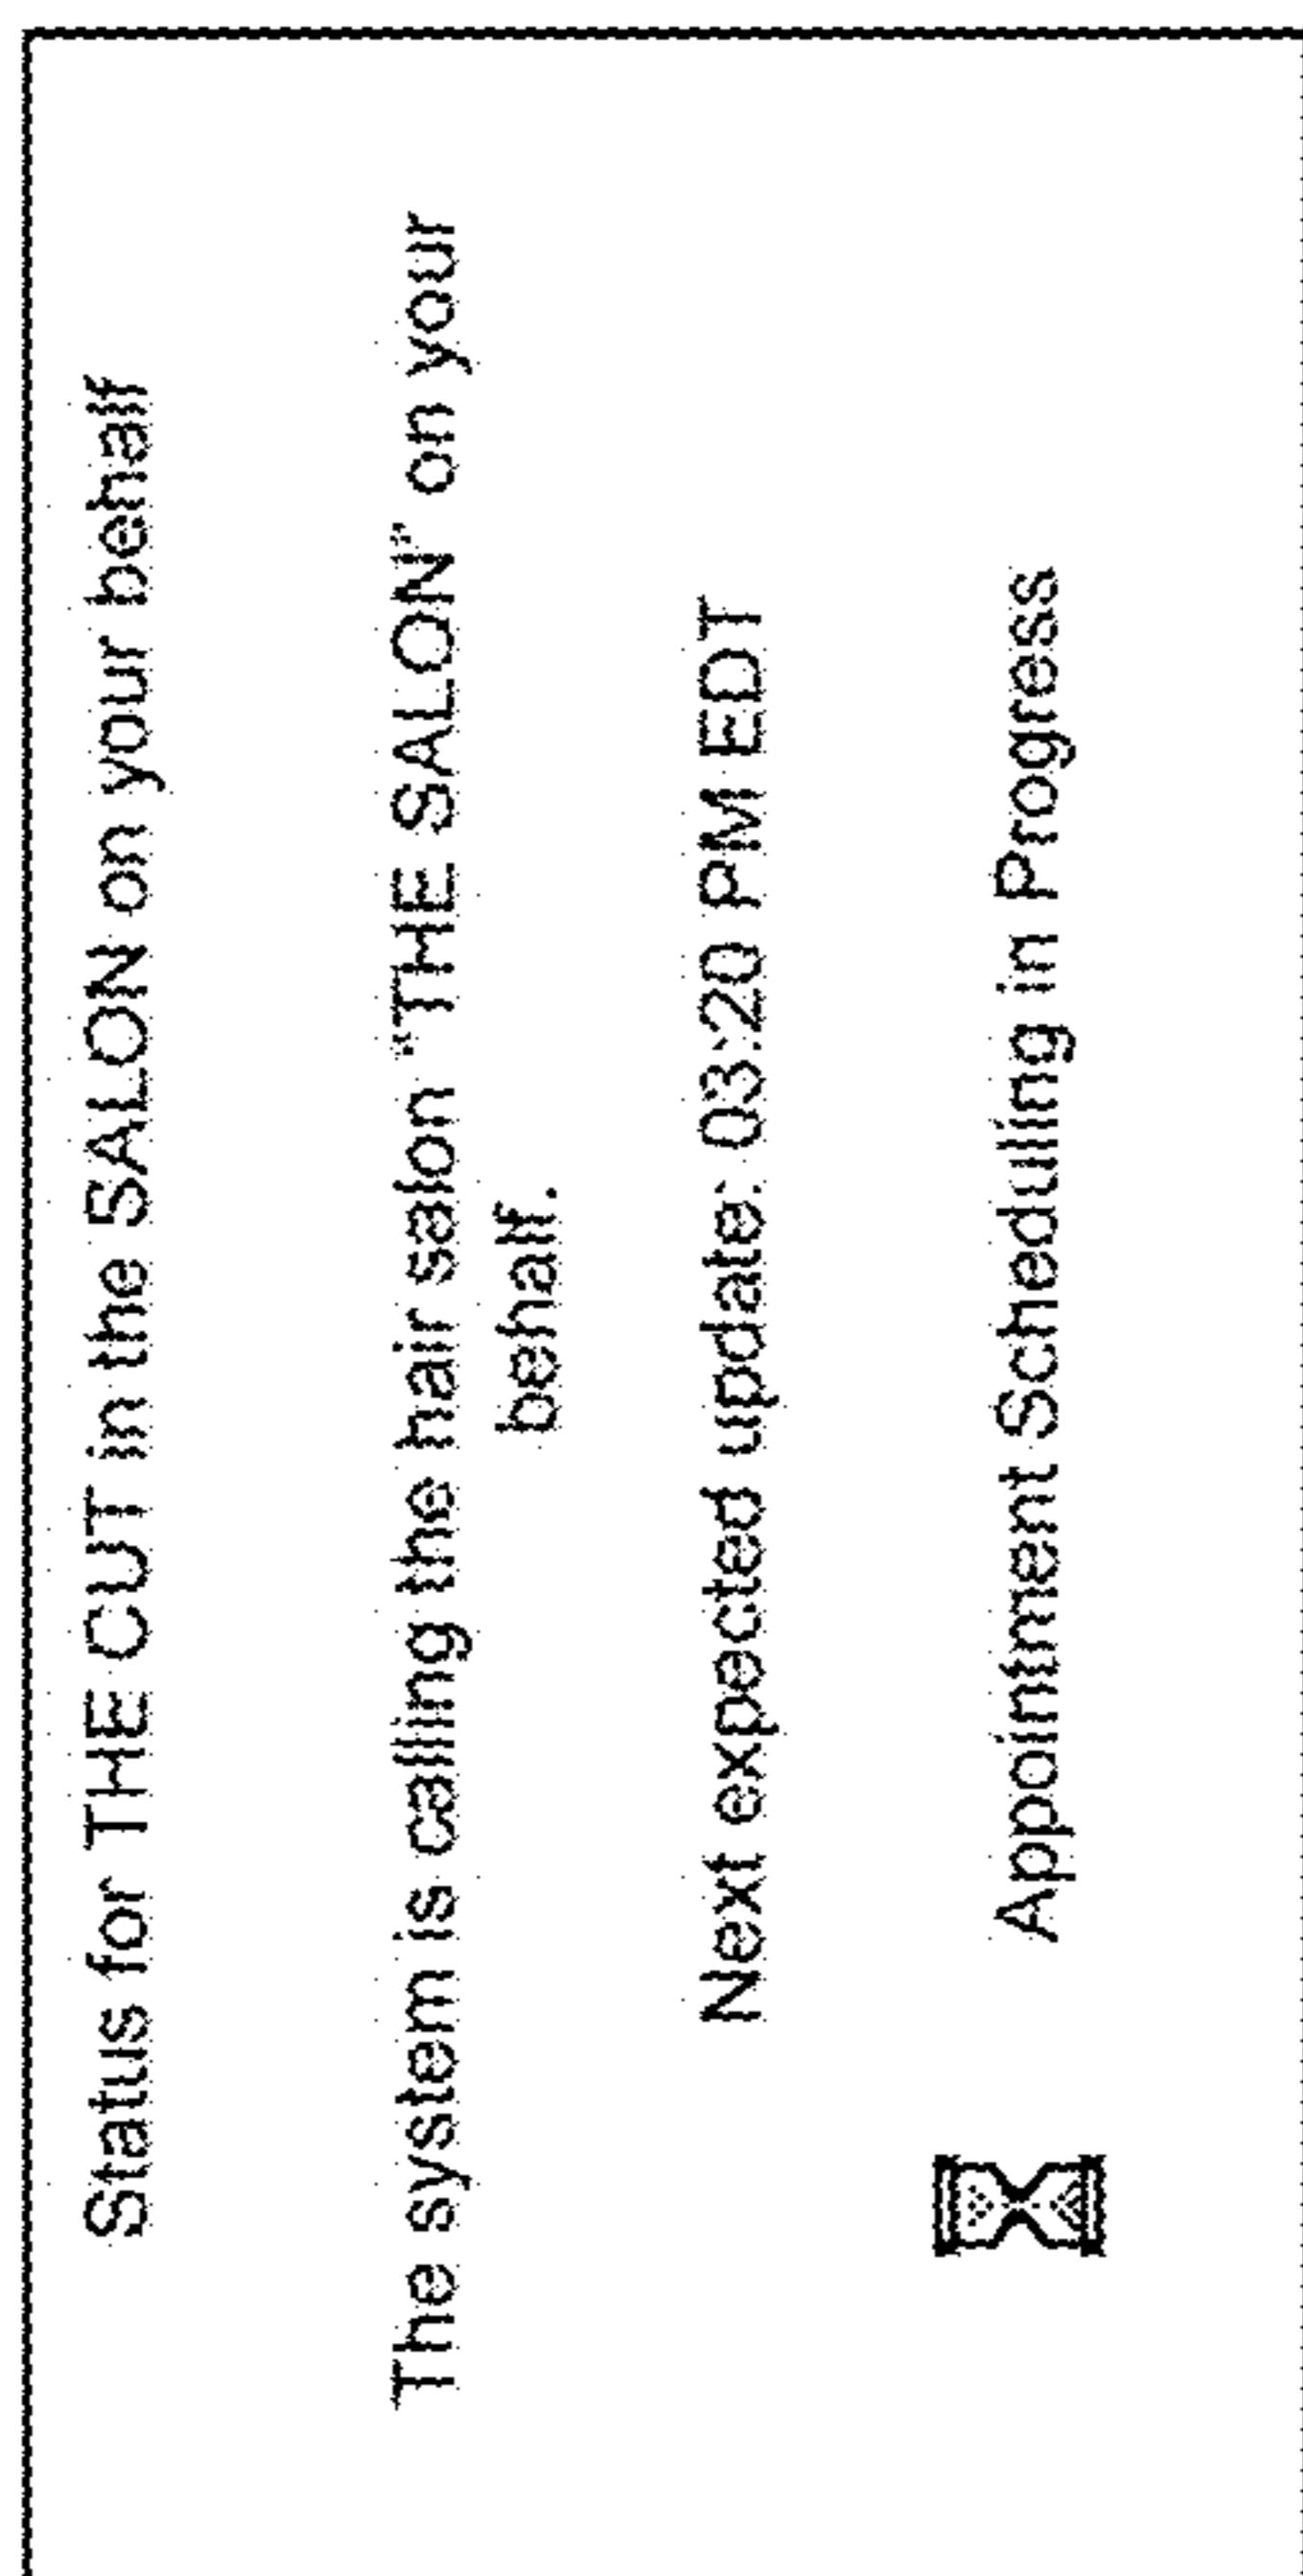 Status for THE CUT in the SALON on your behalf
The system is calling the hair salon "THE SALON" on your
behalf.
Next expected update: 03:20 PM EDT
Appointment Scheduling in Progress